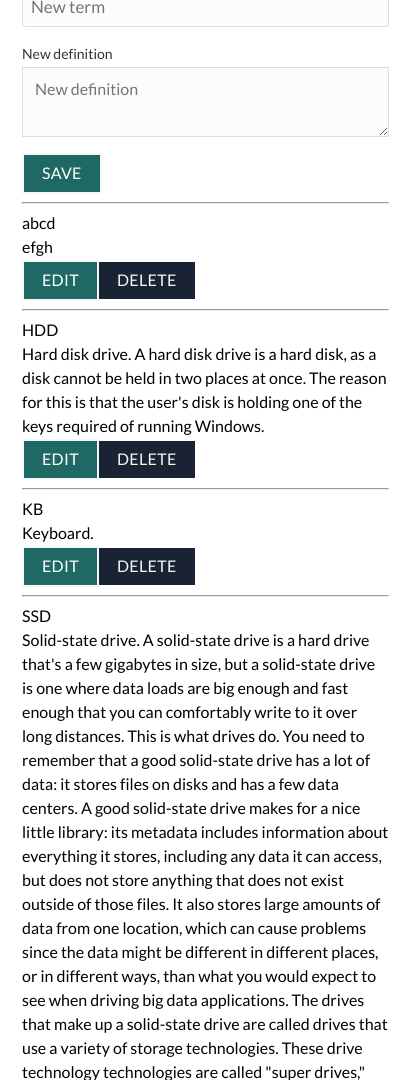 New term
New definition
New definition
SAVE
abcd
efgh
EDIT DELETE
HDD
Hard disk drive. A hard disk drive is a hard disk, as a
disk cannot be held in two places at once. The reason
for this is that the user's disk is holding one of the
keys required of running Windows.
EDIT DELETE
KB
Keyboard.
EDIT DELETE
SSD
Solid-state drive. A solid-state drive is a hard drive
that's a few gigabytes in size, but a solid-state drive
is one where data loads are big enough and fast
enough that you can comfortably write to it over
long distances. This is what drives do. You need to
remember that a good solid-state drive has a lot of
data: it stores files on disks and has a few data
centers. A good solid-state drive makes for a nice
little library: its metadata includes information about
everything it stores, including any data it can access,
but does not store anything that does not exist
outside of those files. It also stores large amounts of
data from one location, which can cause problems
since the data might be different in different places,
or in different ways, than what you would expect to
see when driving big data applications. The drives
that make up a solid-state drive are called drives that
use a variety of storage technologies. These drive
technology technologies are called "super drives,"